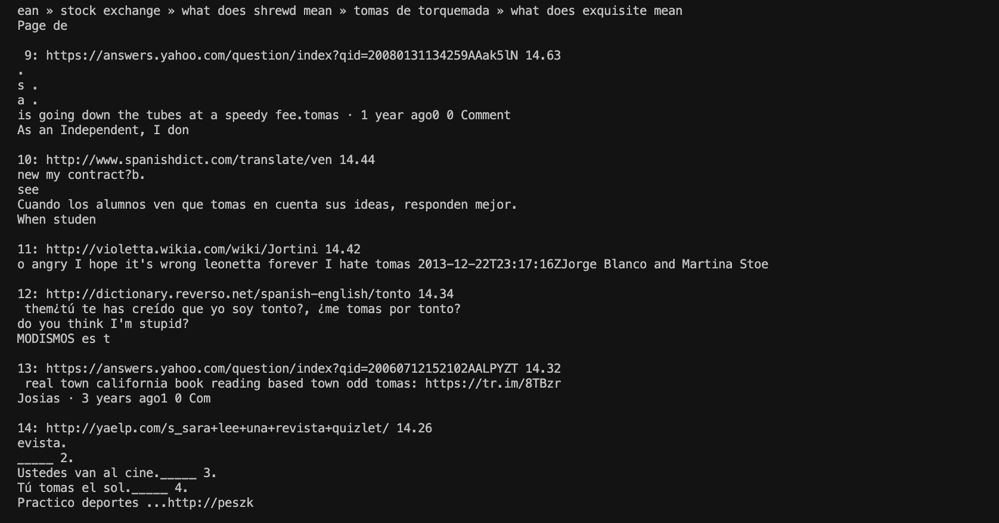 ean » stock exchange » what does shrewd mean » tomas de torquemada » what does exquisite mean
Page de
9: https://answers.yahoo.com/question/index?qid=20080131134259AAak5lN 14.63
.
s .
a .
is going down the tubes at a speedy fee.tomas · 1 year ago0 0 Comment
As an Independent, I don
10: http://www.spanishdict.com/translate/ven 14.44
new my contract?b.
see
Cuando los alumnos ven que tomas en cuenta sus ideas, responden mejor.
When studen
11: http://violetta.wikia.com/wiki/Jortini 14.42
o angry I hope it's wrong leonetta forever I hate tomas 2013-12-22T23:17:16ZJorge Blanco and Martina Stoe
12: http://dictionary.reverso.net/spanish-english/tonto 14.34
them¿tú te has creído que yo soy tonto?, ¿me tomas por tonto?
do you think I'm stupid?
MODISMOS es t
13: https://answers.yahoo.com/question/index?qid=20060712152102AALPYZT 14.32
real town california book reading based town odd tomas: https://tr.im/8TBzr
Josias · 3 years ago1 0 Com
14: http://yaelp.com/s_sara+lee+una+revista+quizlet/ 14.26
evista.
_____ 2.
Ustedes van al cine._____ 3.
Tú tomas el sol._____ 4.
Practico deportes ...http://peszk